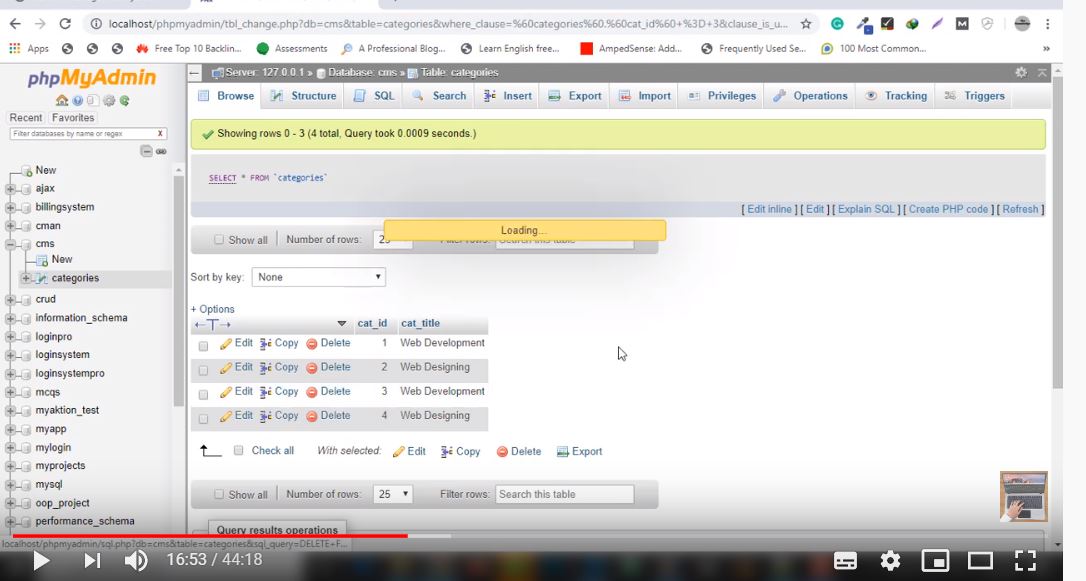 localhost/phpmyadmin/tbl_change.php?db=cms&table=categories&where_clause=%60categories%60.%60cat_id%60+%3D+3&clause_is_u...
Apps Free Top 10 Backlin... Assessments A Professional Blog... Learn English free... AmpedSense: Add... Frequently Used Se... 100 Most Common... »
phpMyAdmin
Server: 127.0.0.1 » Database: cms » Table: categories
Browse Structure SQL Search Insert Export Import Privileges Operations Tracking Triggers
Recent Favorites
Filter databases by name or regex X
Showing rows 0 - 3 (4 total, Query took 0.0009 seconds.)
New
ajax
billingsystem
cman
cms
New
categories
crud
information_schema
loginpro
loginsystem
loginsystempro
mcqs
myaktion_test
myapp
mylogin
myprojects
mysql
oop_project
performance_schema
SELECT * FROM `categories`
[ Edit inline ] [ Edit ] [ Explain SQL ] [ Create PHP code ] [ Refresh ]
Loading...
Show all Number of rows: 25 Filter rows: Search this table
Sort by key: None
+ Options
←T→ cat_id cat_title
Edit Copy Delete 1 Web Development
Edit Copy Delete 2 Web Designing
Edit Copy Delete 3 Web Development
Edit Copy Delete 4 Web Designing
Check all With selected: Edit Copy Delete Export
Show all Number of rows: 25 Filter rows: Search this table
Query results operations
localhost/phpmyadmin/sql.php?db=cms&table=categories&sql_query=DELETE+F...
16:53 / 44:18